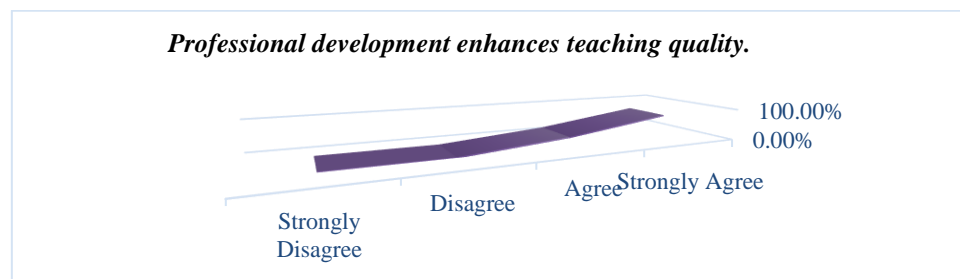 Professional development enhances teaching quality.
100.00%
0.00%
Strongly Disagree
Disagree
Agree
Strongly Agree